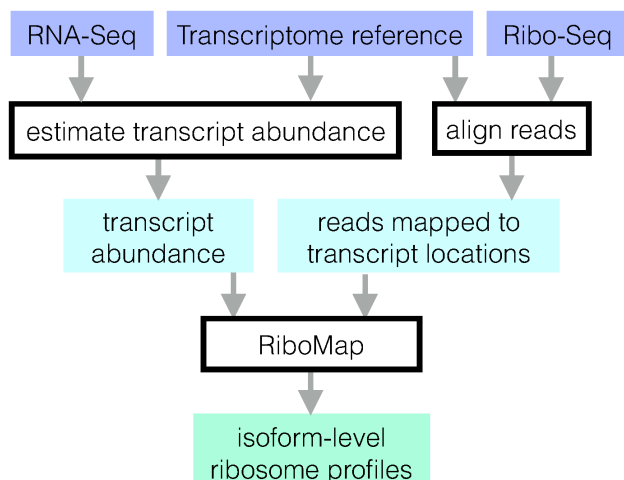 RNA-Seq
Transcriptome reference
Ribo-Seq
estimate transcript abundance
align reads
transcript
abundance
reads mapped to
transcript locations
RiboMap
isoform-level
ribosome profiles